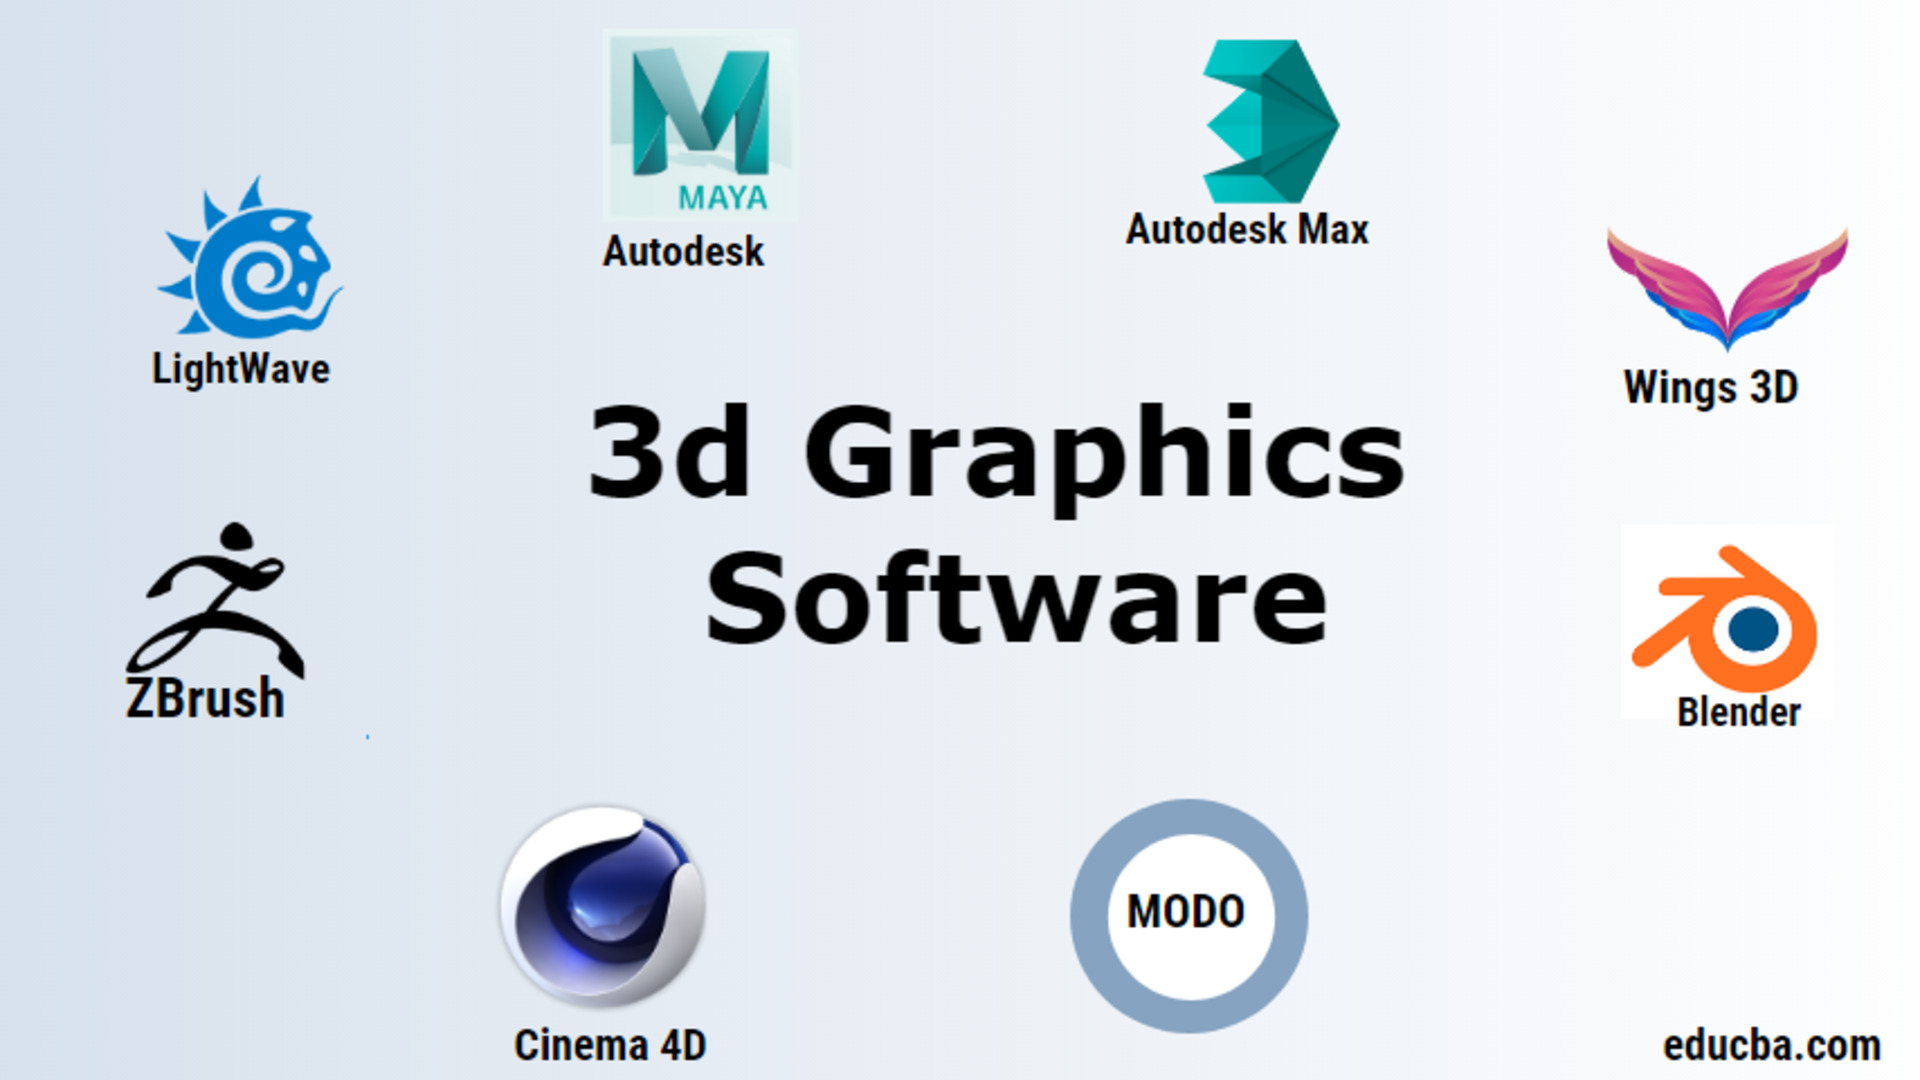 MAYA
Autodesk
Autodesk Max
LightWave
Wings 3D
3d Graphics
Software
ZBrush
Blender
MODO
Cinema 4D
educba.com